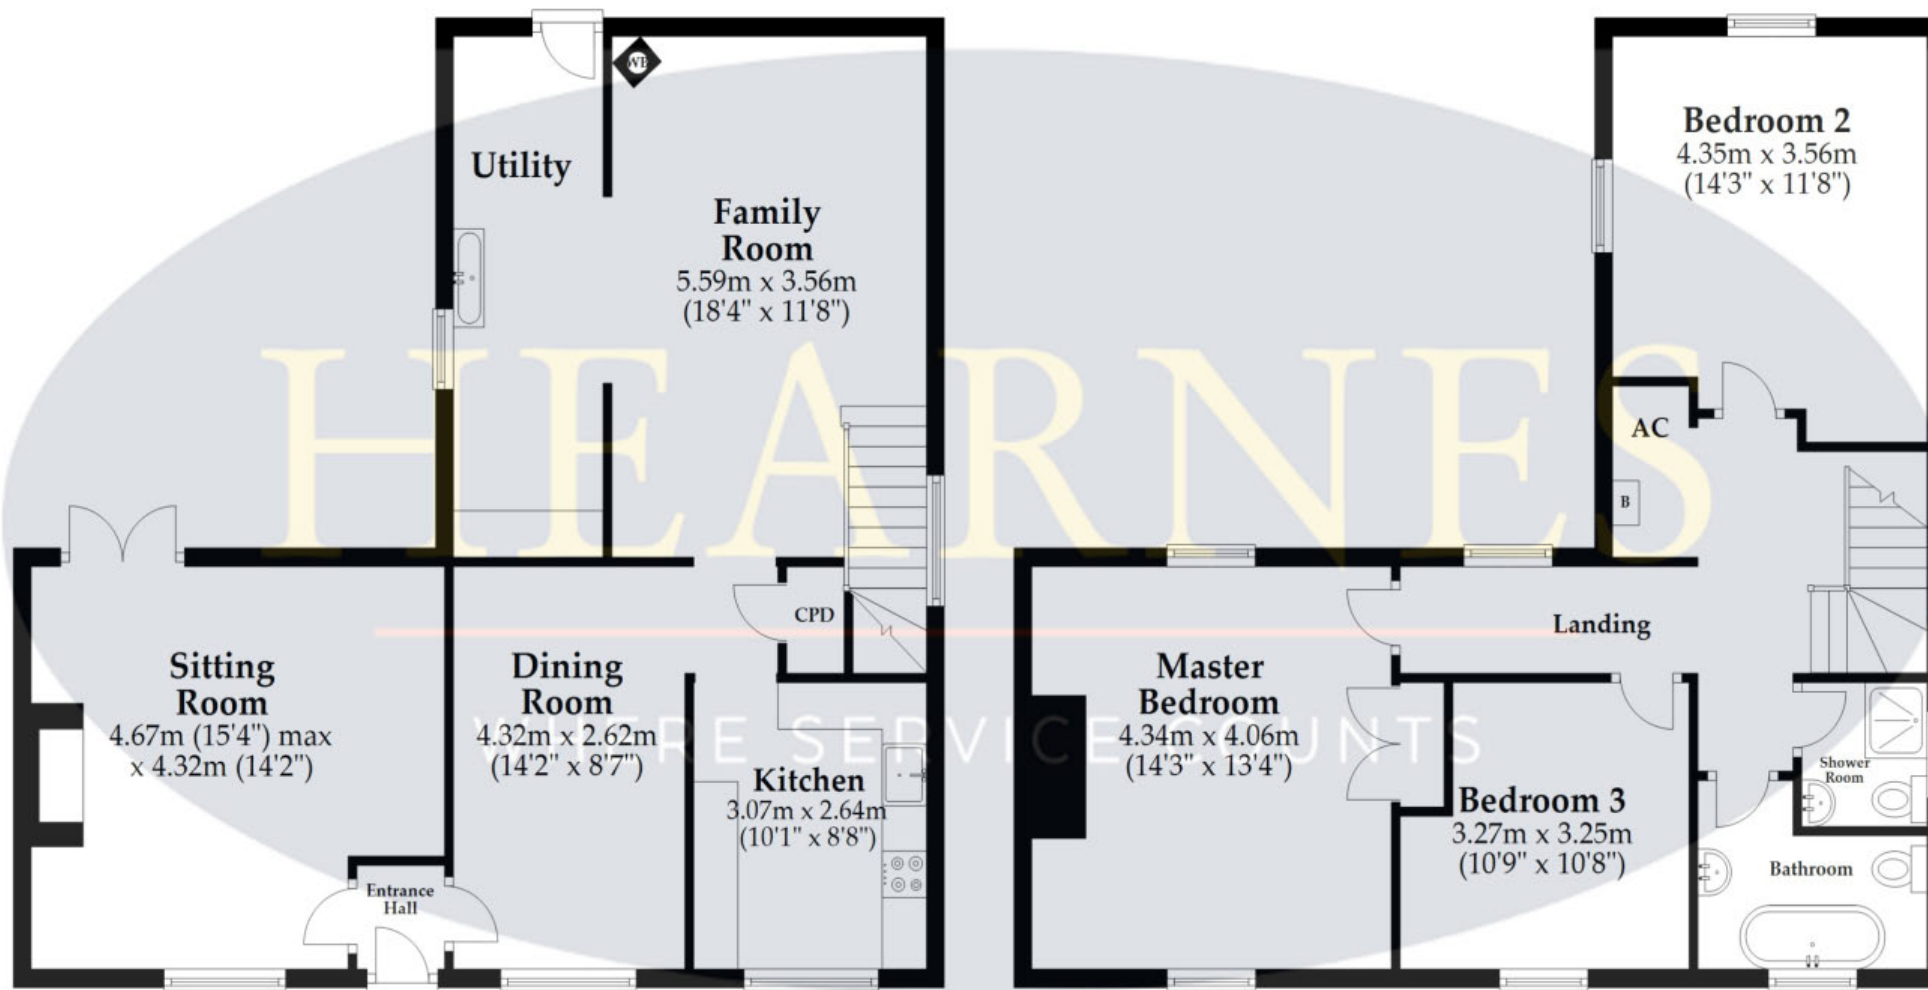 Utility
Family
Room
5.59m x 3.56m
(18'4" x 11'8")
Sitting
Room
4.67m (15'4") max
x 4.32m (14'2")
Dining
Room
4.32m x 2.62m
(14'2" x 8'7")
CPD
Kitchen
3.07m x 2.64m
(10'1" x 8'8")
Entrance
Hall
Bedroom 2
4.35m x 3.56m
(14'3" x 11'8")
AC
B
Landing
Master
Bedroom
4.34m x 4.06m
(14'3" x 13'4")
Bedroom 3
3.27m x 3.25m
(10'9" x 10'8")
Shower
Room
Bathroom
HEARNES
WHERE SERVICE COUNTS